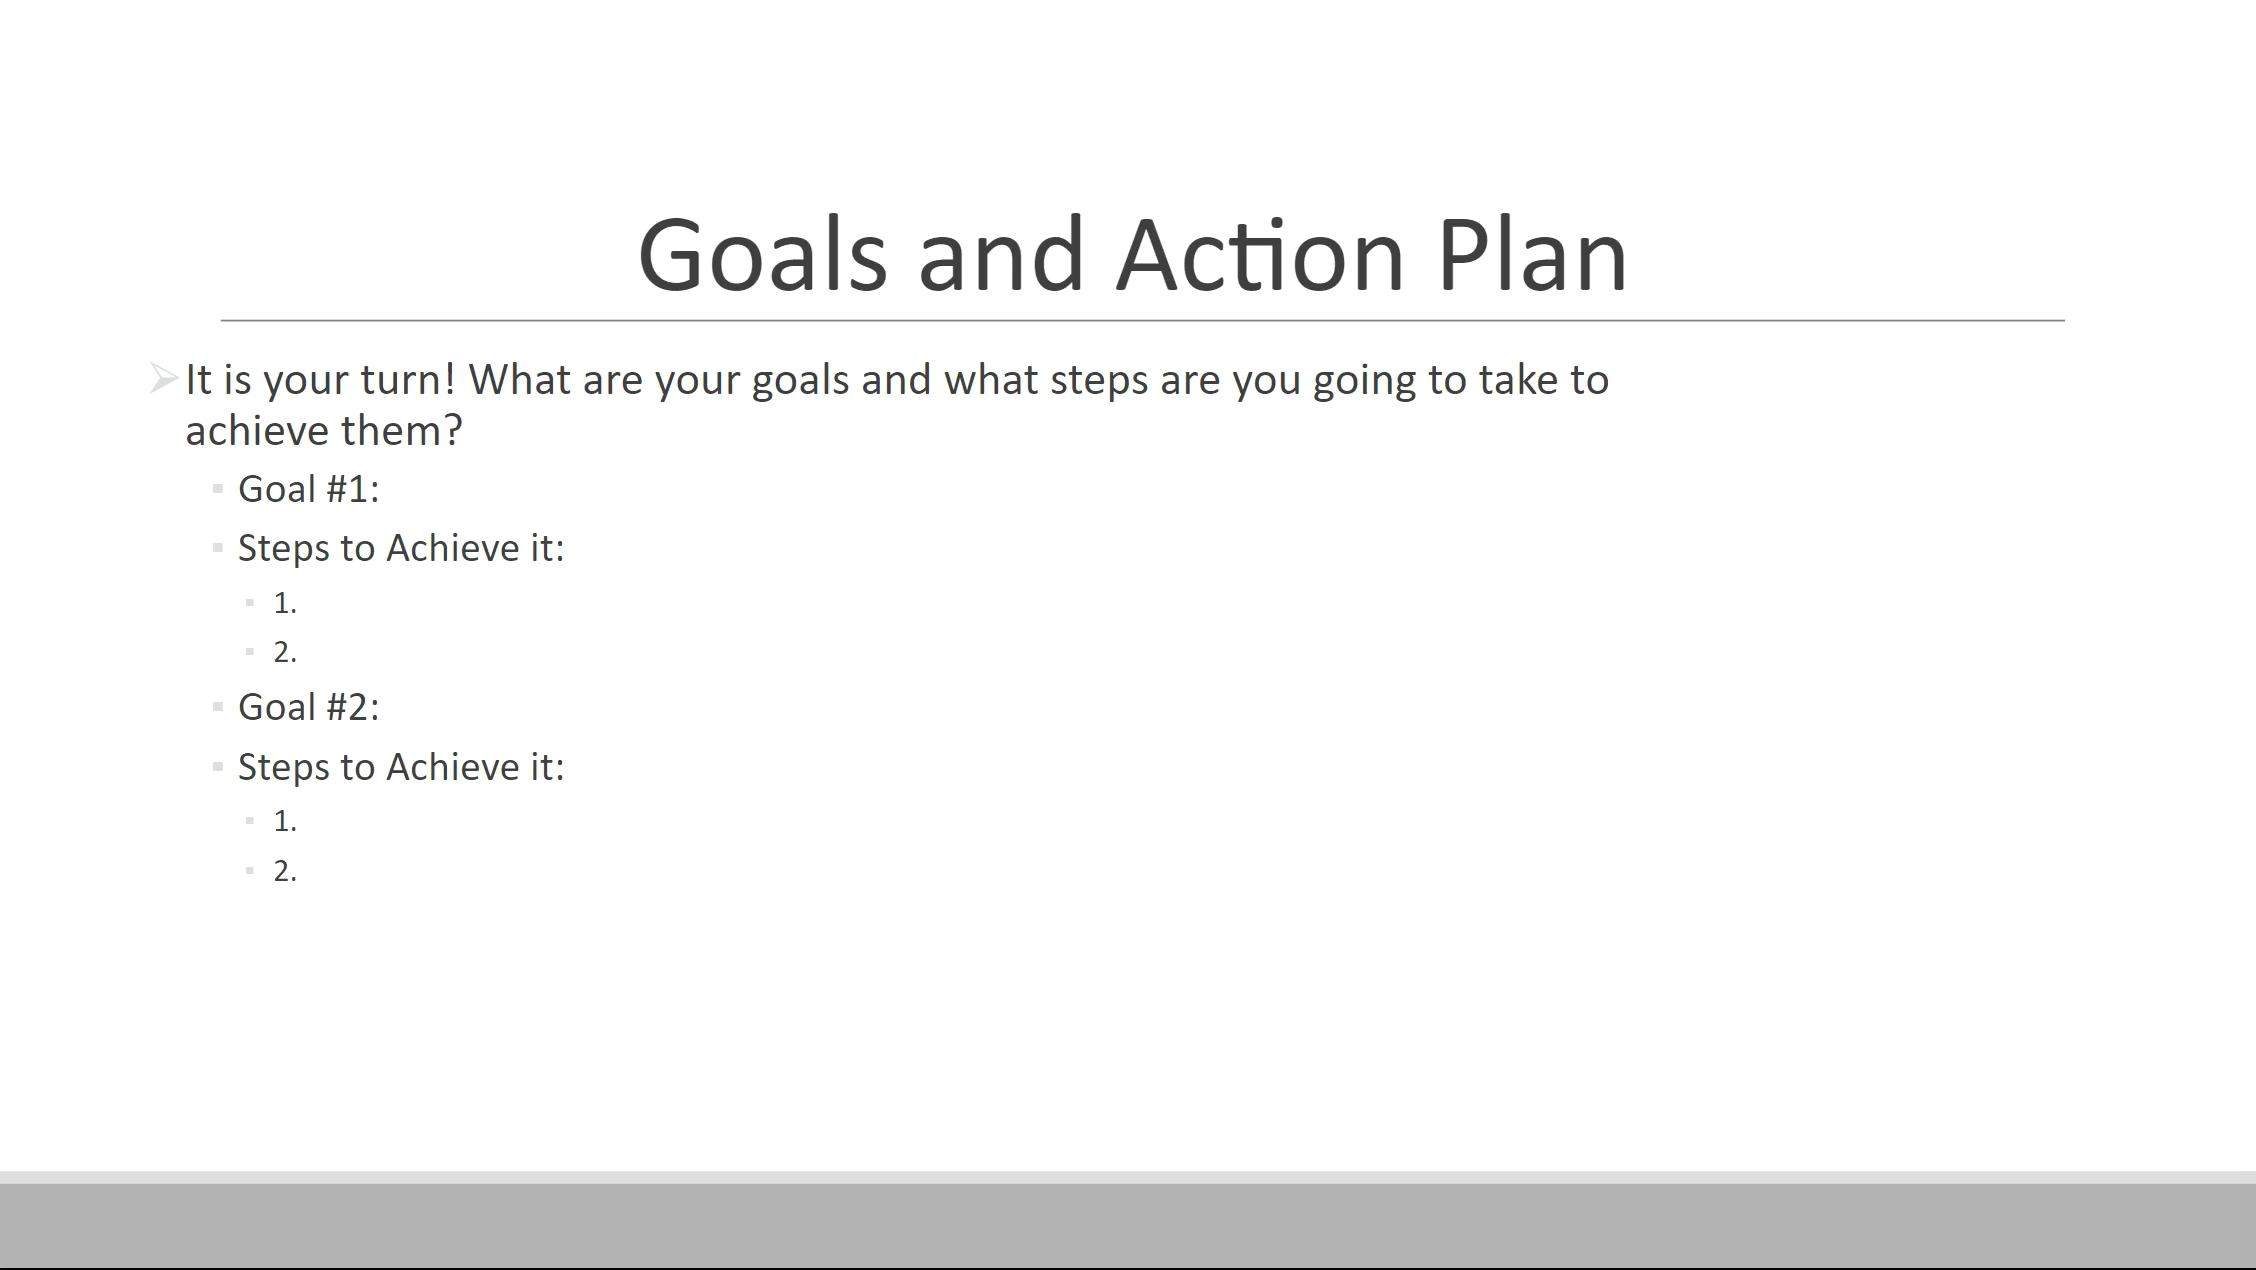 Goals and Action Plan
It is your turn! What are your goals and what steps are you going to take to
achieve them?
Goal #1:
Steps to Achieve it:
1.
2.
Goal #2:
Steps to Achieve it:
1.
2.